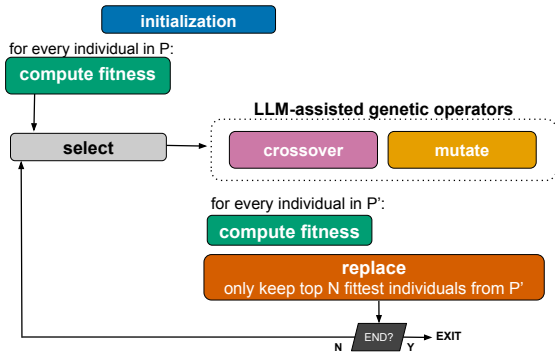 initialization
for every individual in P:
compute fitness
LLM-assisted genetic operators
select
crossover
mutate
for every individual in P':
compute fitness
replace
only keep top N fittest individuals from P'
END?
EXIT
N
Y